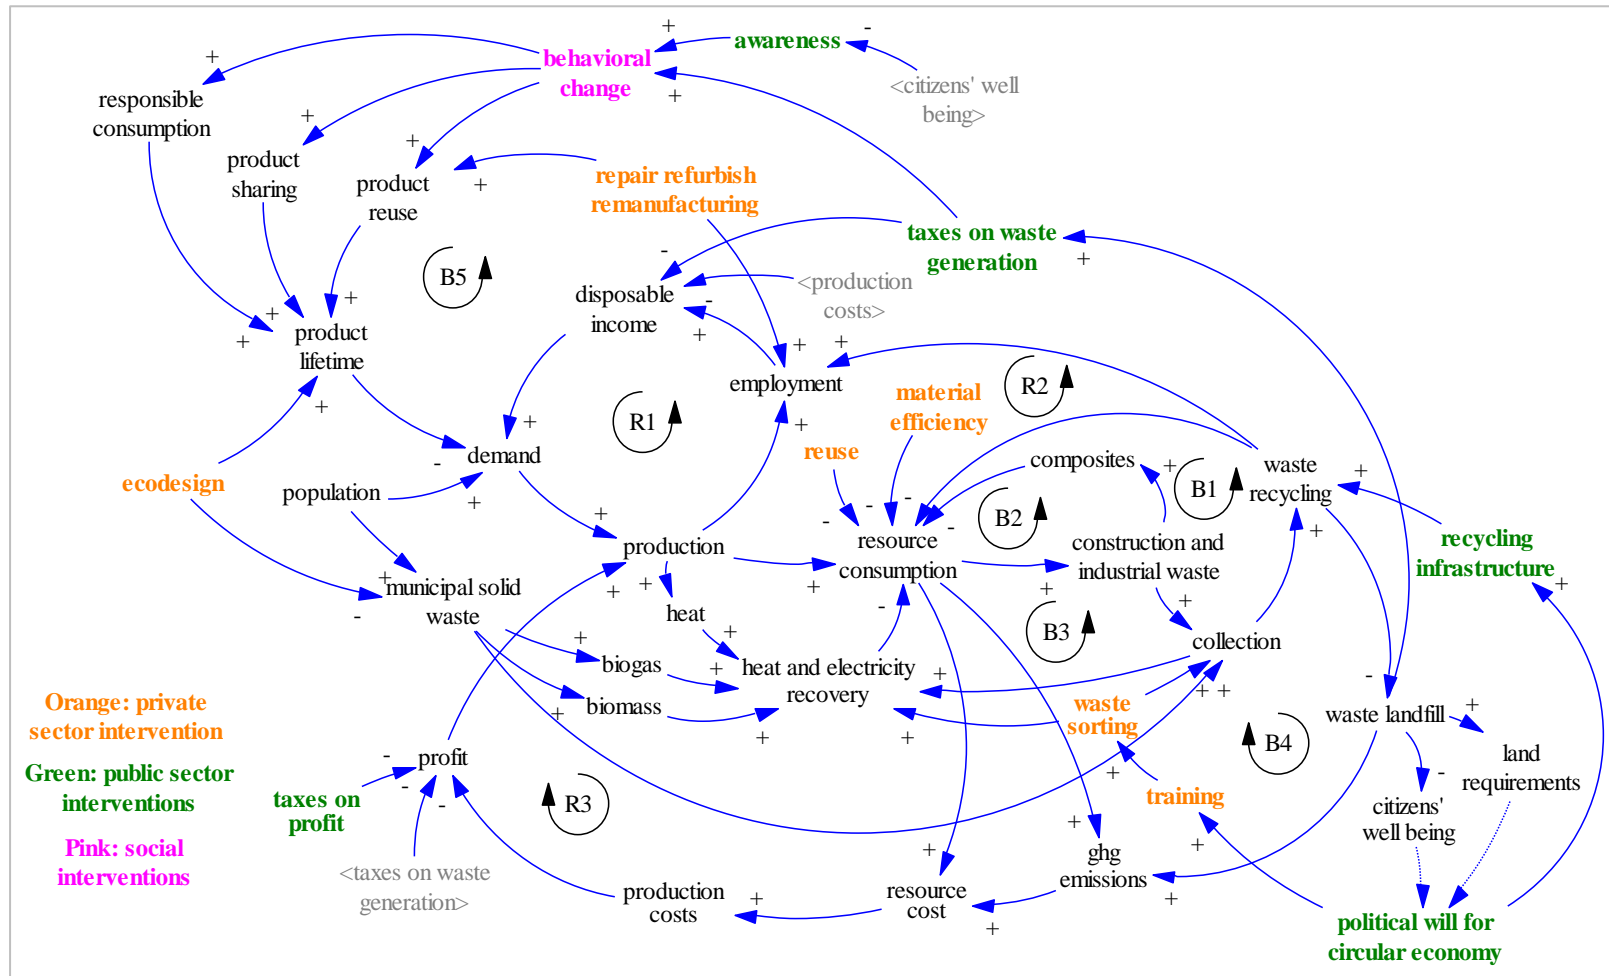 behavioral
change
awareness
<citizens' well
being>
responsible
consumption
product
sharing
product
reuse
repair refurbish
remanufacturing
taxes on waste
generation
B5
disposable
income
<production
costs>
product
lifetime
employment
R2
R1
material
efficiency
reuse
demand
composites
B1
waste
recycling
ecodesign
population
B2
production
resource
consumption
construction and
industrial waste
recycling
infrastructure
municipal solid
waste
heat
B3
collection
biogas
heat and electricity
recovery
biomass
waste
sorting
waste landfill
B4
land
requirements
Orange: private
sector intervention
profit
Green: public sector
interventions
taxes on
profit
R3
training
citizens'
well being
Pink: social
interventions
<taxes on waste
generation>
production
costs
resource
cost
ghg
emissions
political will for
circular economy